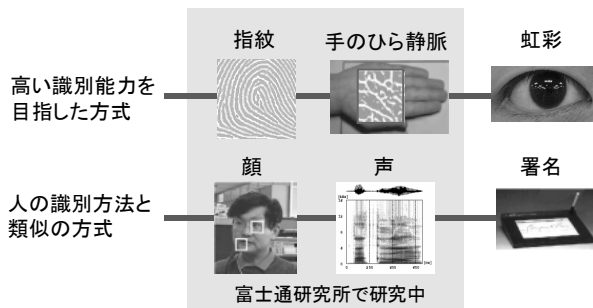 指紋
手のひら静脈
虹彩
高い識別能力を
目指した方式
顔
声
署名
人の識別方法と
類似の方式
富士通研究所で研究中